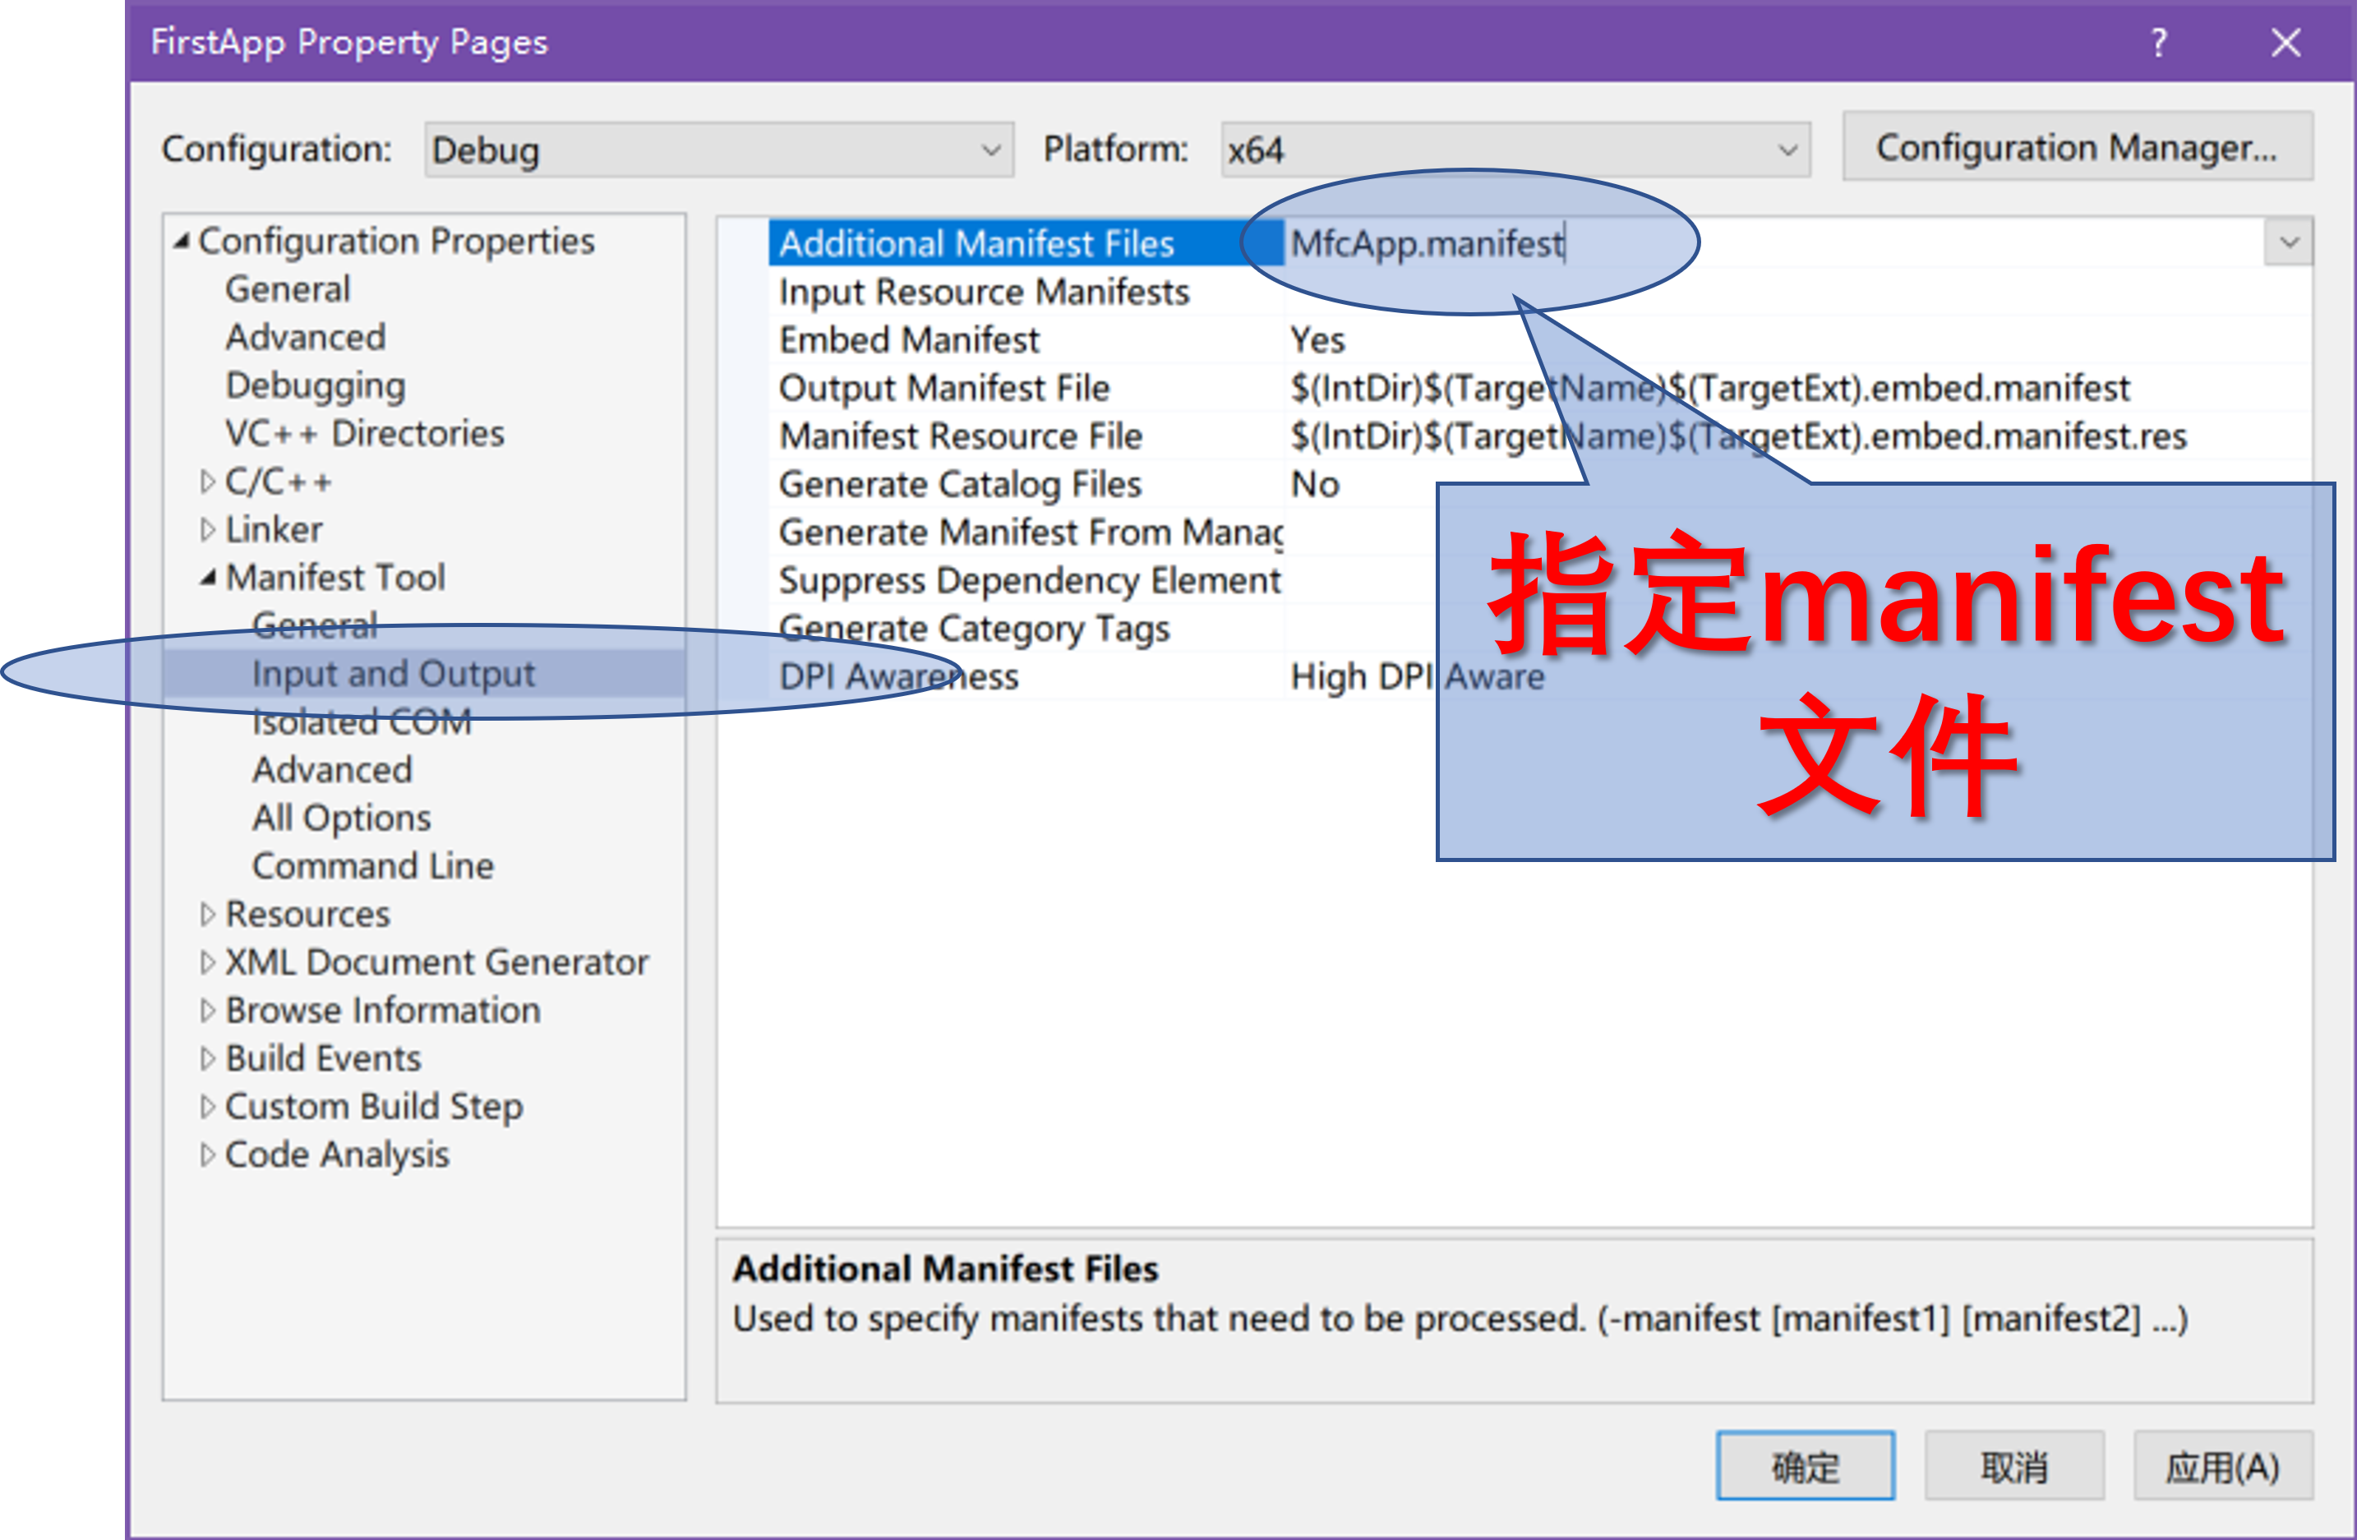 FirstApp Property Pages
Configuration: Debug Platform: x64 Configuration Manager...
Configuration Properties
General
Advanced
Debugging
VC++ Directories
C/C++
Linker
Manifest Tool
General
Input and Output
Isolated COM
Advanced
All Options
Command Line
Resources
XML Document Generator
Browse Information
Build Events
Custom Build Step
Code Analysis
Additional Manifest Files MfcApp.manifest
Input Resource Manifests
Embed Manifest Yes
Output Manifest File $(IntDir)$(TargetName)$(TargetExt).embed.manifest
Manifest Resource File $(IntDir)$(TargetName)$(TargetExt).embed.manifest.res
Generate Catalog Files No
Generate Manifest From Manag
Suppress Dependency Element
Generate Category Tags
DPI Awareness High DPI Aware
指定manifest
文件
Additional Manifest Files
Used to specify manifests that need to be processed. (-manifest [manifest1] [manifest2] ...)
确定 取消 应用(A)